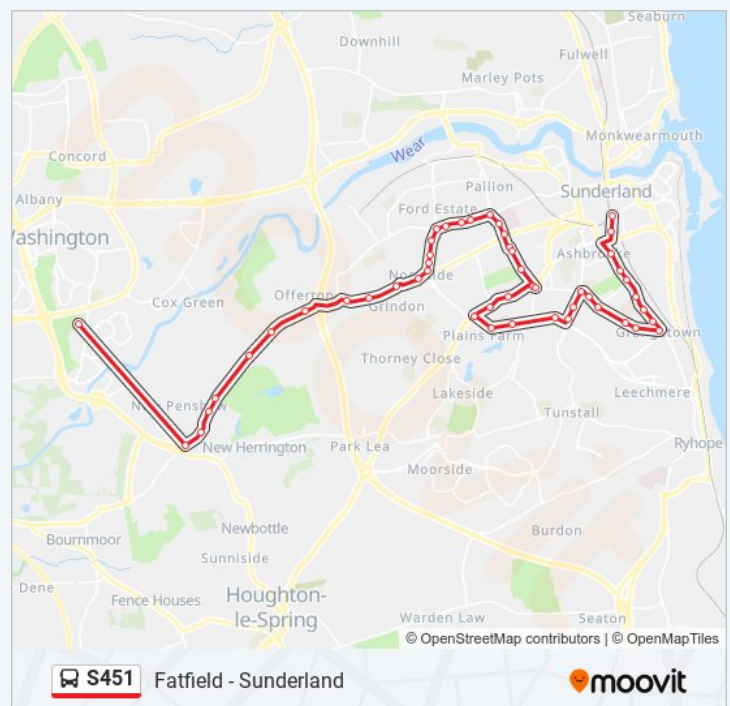 Seaburn
Downhill
Fulwell
Marley Pots
Monkwearmouth
Concord
Wear
Pallion
Albany
Sunderland
Ford Estate
Washington
Ashbrooke
Cox Green
Offerton
Grindon
Plains Farm
Grangetown
Thorney Close
Leechmere
Lakeside
New Penshaw
Tunstall
New Herrington
Park Lea
Ryhope
Moorside
Newbottle
Burdon
Bournmoor
Sunniside
Dene
Fence Houses
Houghton-
le-Spring
Warden Law
Seaton
© OpenStreetMap contributors | © OpenMapTiles
S451 Fatfield - Sunderland
moovit